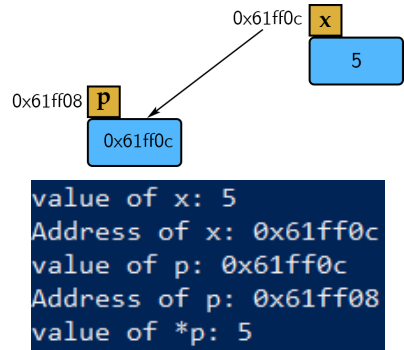 0x61ff0c x
5
0x61ff08 p
0x61ff0c
value of x: 5
Address of x: 0x61ff0c
value of p: 0x61ff0c
Address of p: 0x61ff08
value of *p: 5